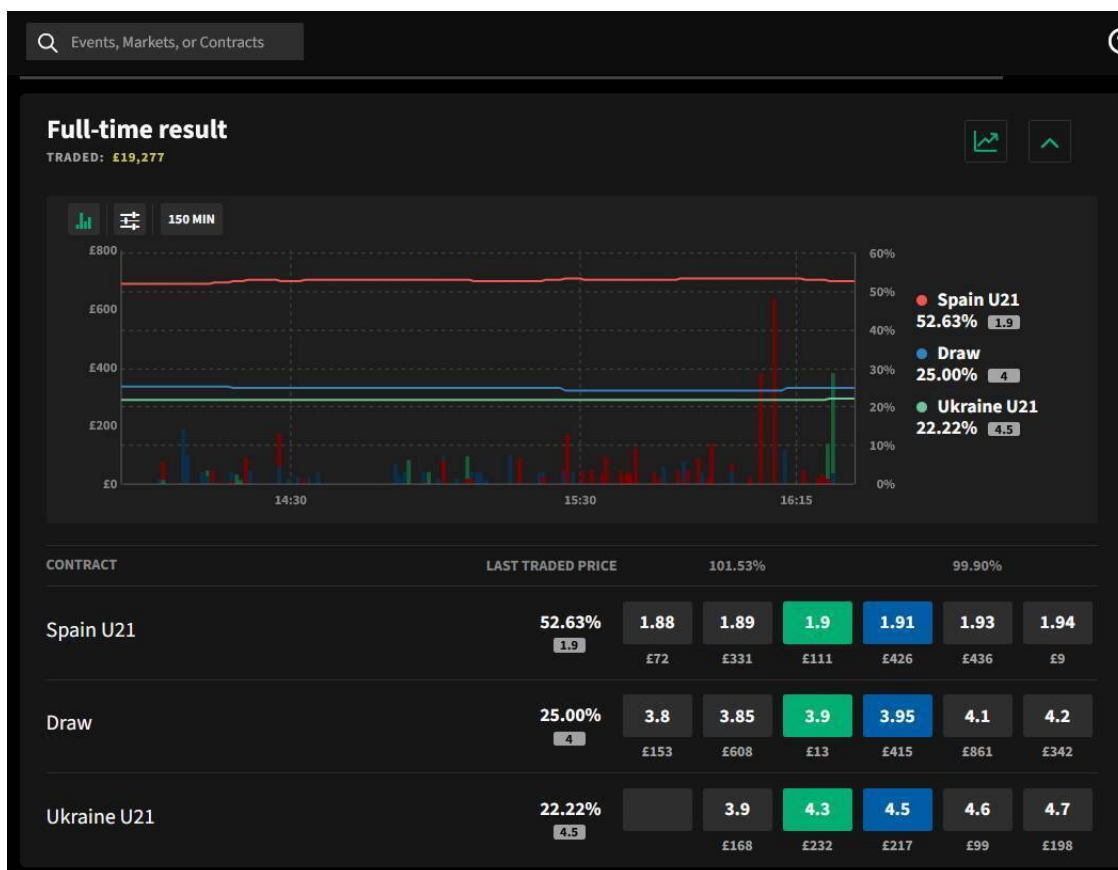 Events, Markets, or Contracts
Full-time result
TRADED: £19,277
150 MIN
£800
£600
£400
£200
£0
60%
50%
40%
30%
20%
10%
0%
14:30
15:30
16:15
Spain U21
52.63% 1.9
Draw
25.00% 4
Ukraine U21
22.22% 4.5
CONTRACT LAST TRADED PRICE 101.53% 99.90%
Spain U21 52.63% 1.88 1.89 1.9 1.91 1.93 1.94
1.9 £72 £331 £111 £426 £436 £9
Draw 25.00% 3.8 3.85 3.9 3.95 4.1 4.2
4 £153 £608 £13 £415 £861 £342
Ukraine U21 22.22% 3.9 4.3 4.5 4.6 4.7
4.5 £168 £232 £217 £99 £198